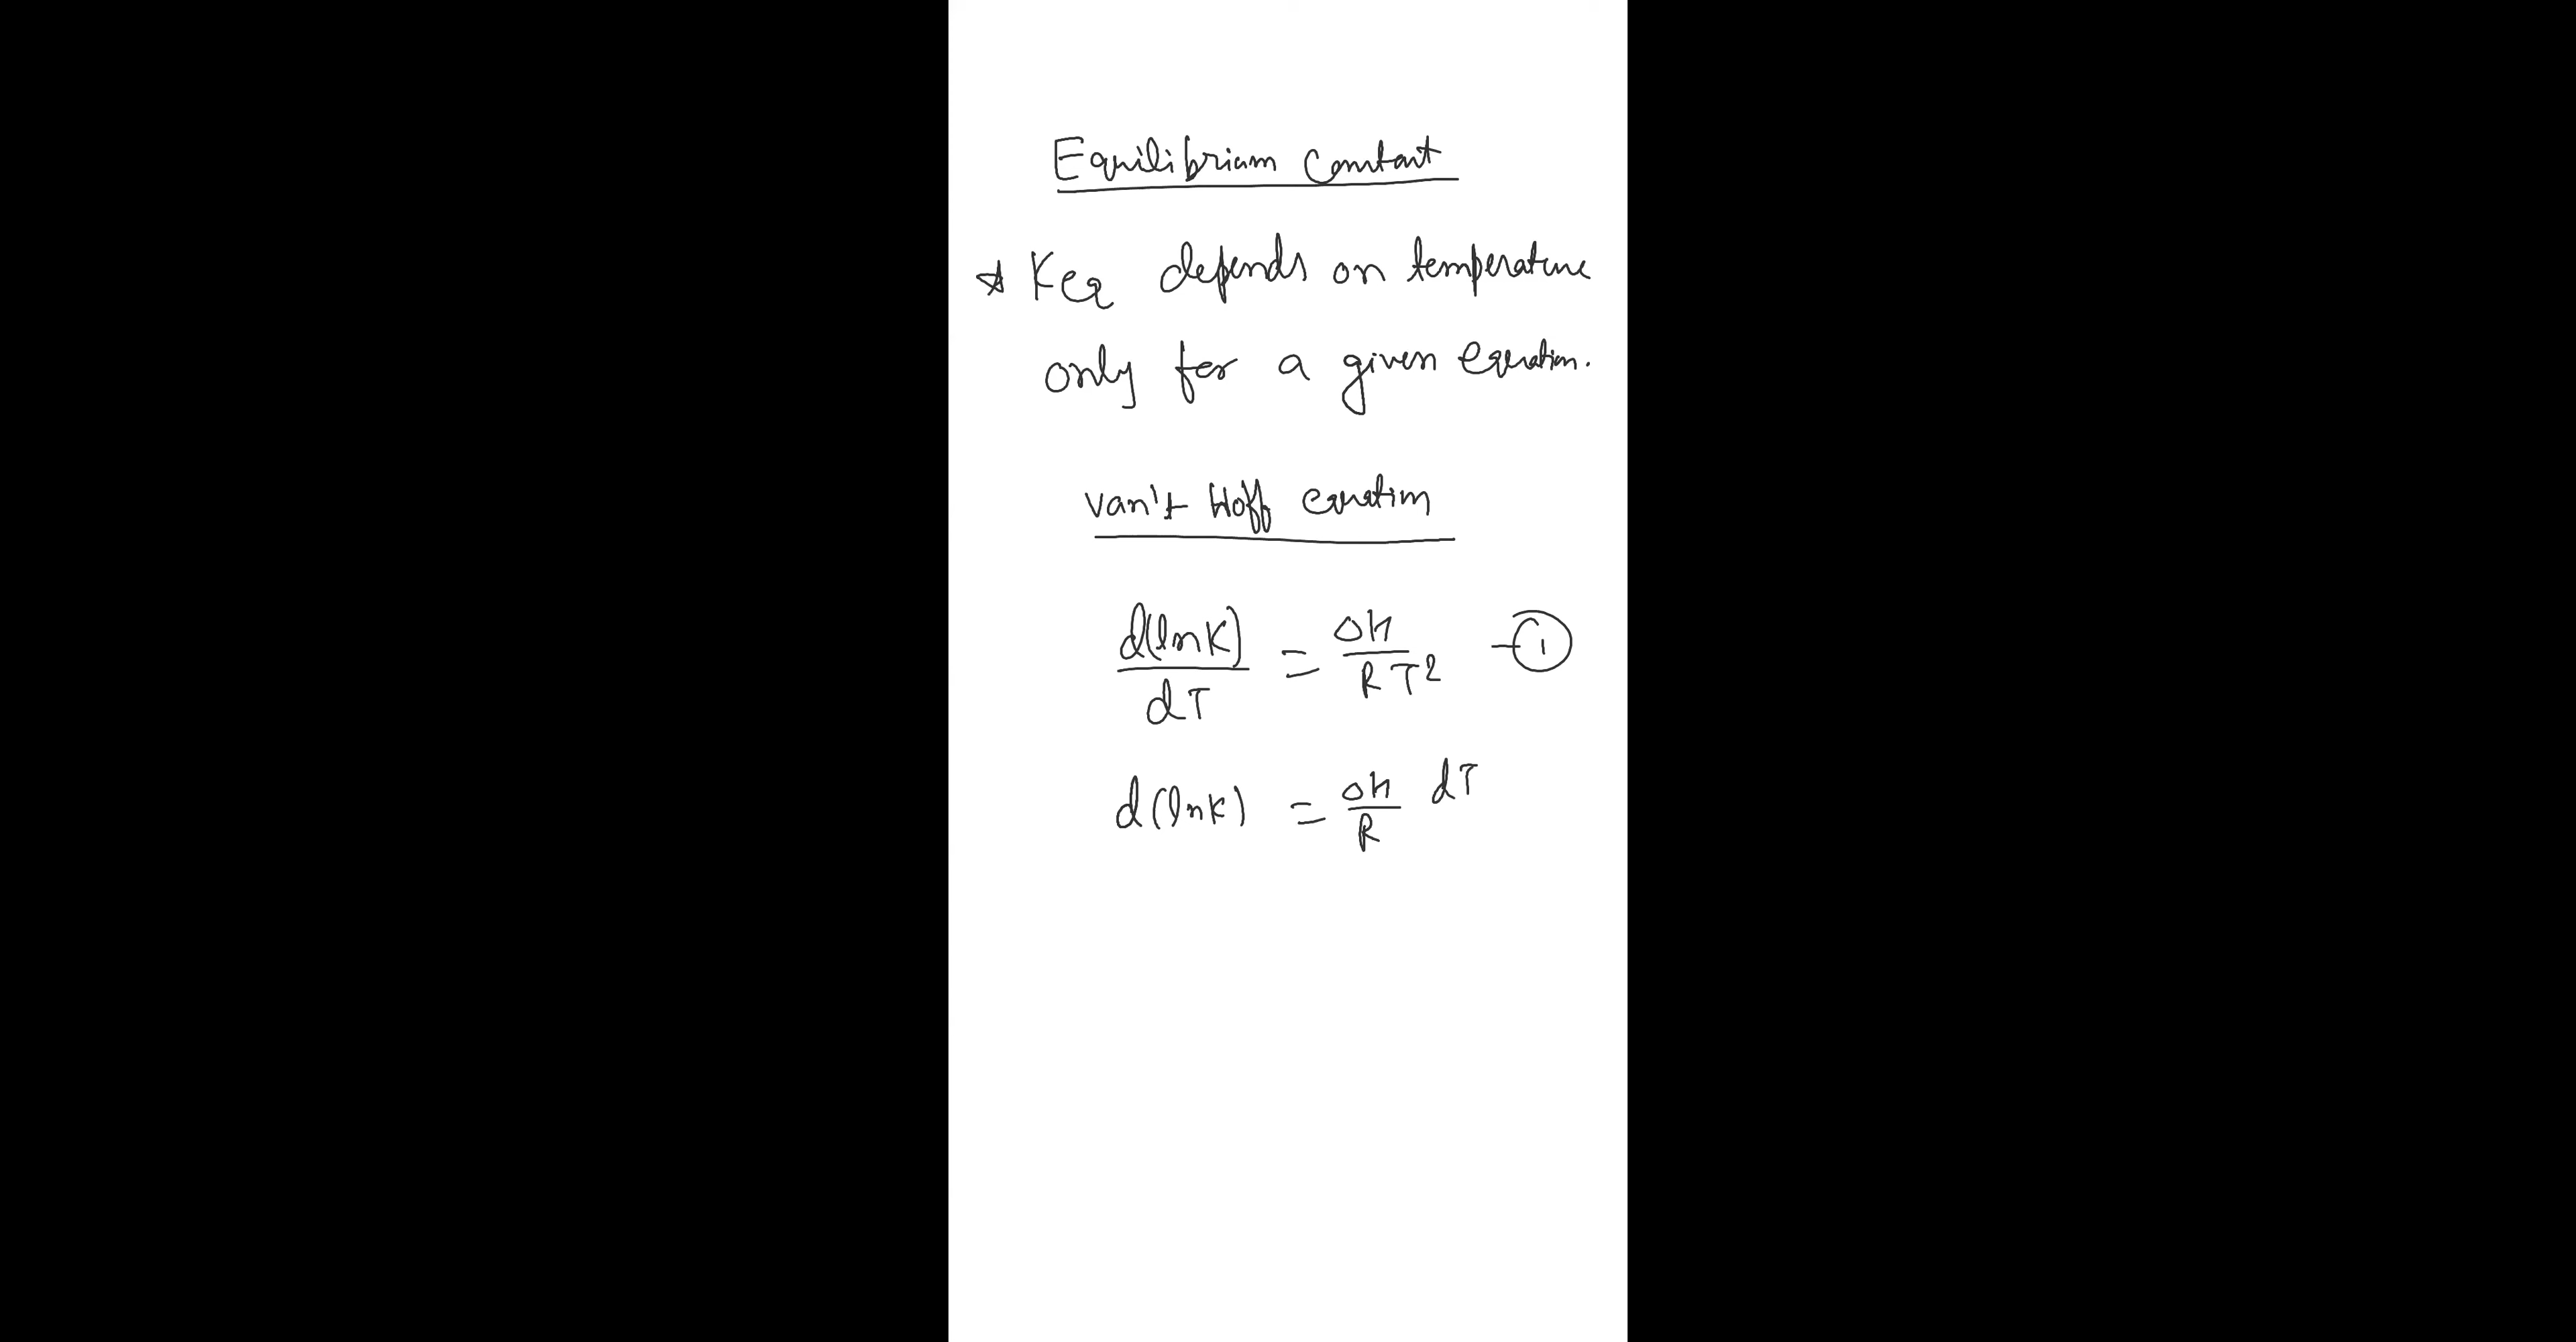 Equilibrium Constant
* Keq depends on temperature
only for a given equation.
van't Hoff equation
d(lnK)/dT = ΔH/RT² -①
d(lnK) = ΔH/R dT